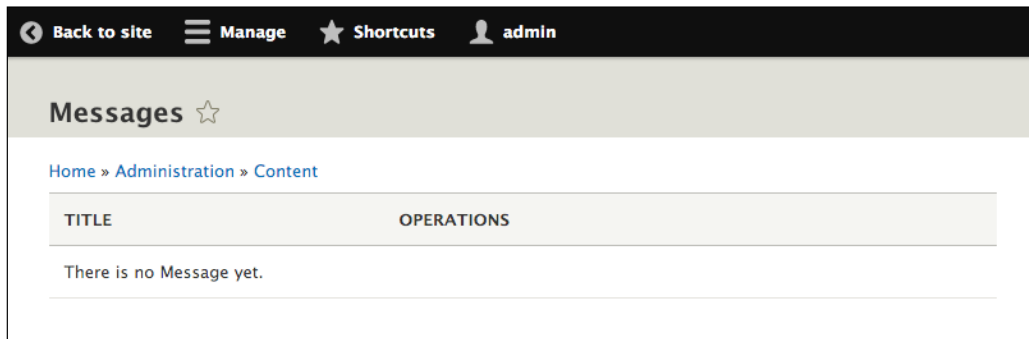 Back to site Manage Shortcuts admin
Messages
Home » Administration » Content
TITLE OPERATIONS
There is no Message yet.